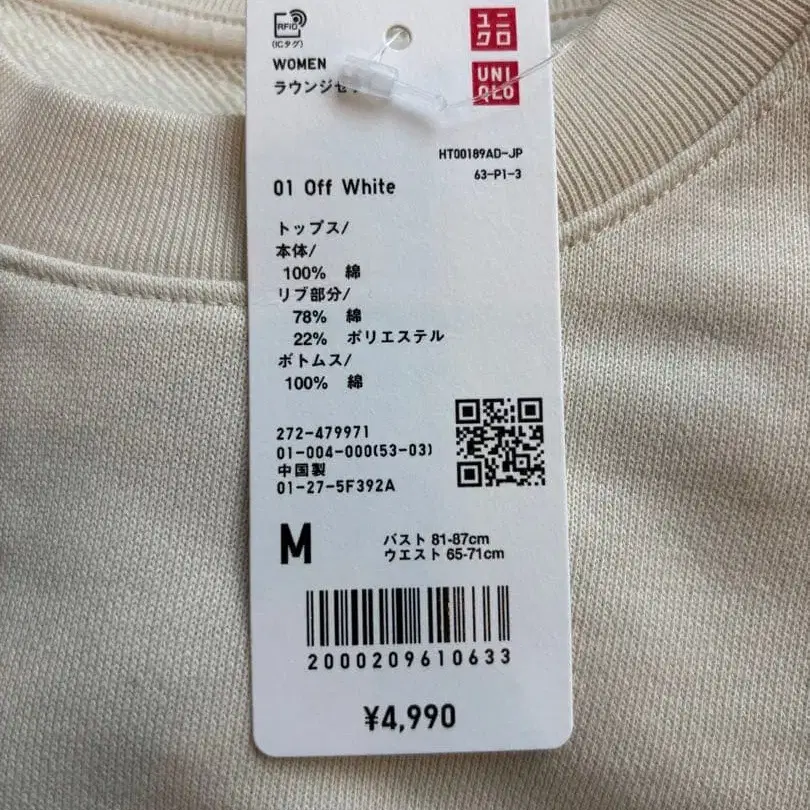 RFID
(ICタグ)
ユニ
クロ
WOMEN
UNI
QLO
ラウンジセ
HT00189AD-JP
63-P1-3
01 Off White
トップス/
本体/
100% 綿
リブ部分/
78% 綿
22% ポリエステル
ボトムス/
100% 綿
272-479971
01-004-000(53-03)
中国製
01-27-5F392A
M
バスト 81-87cm
ウエスト 65-71cm
2000209610633
¥4,990